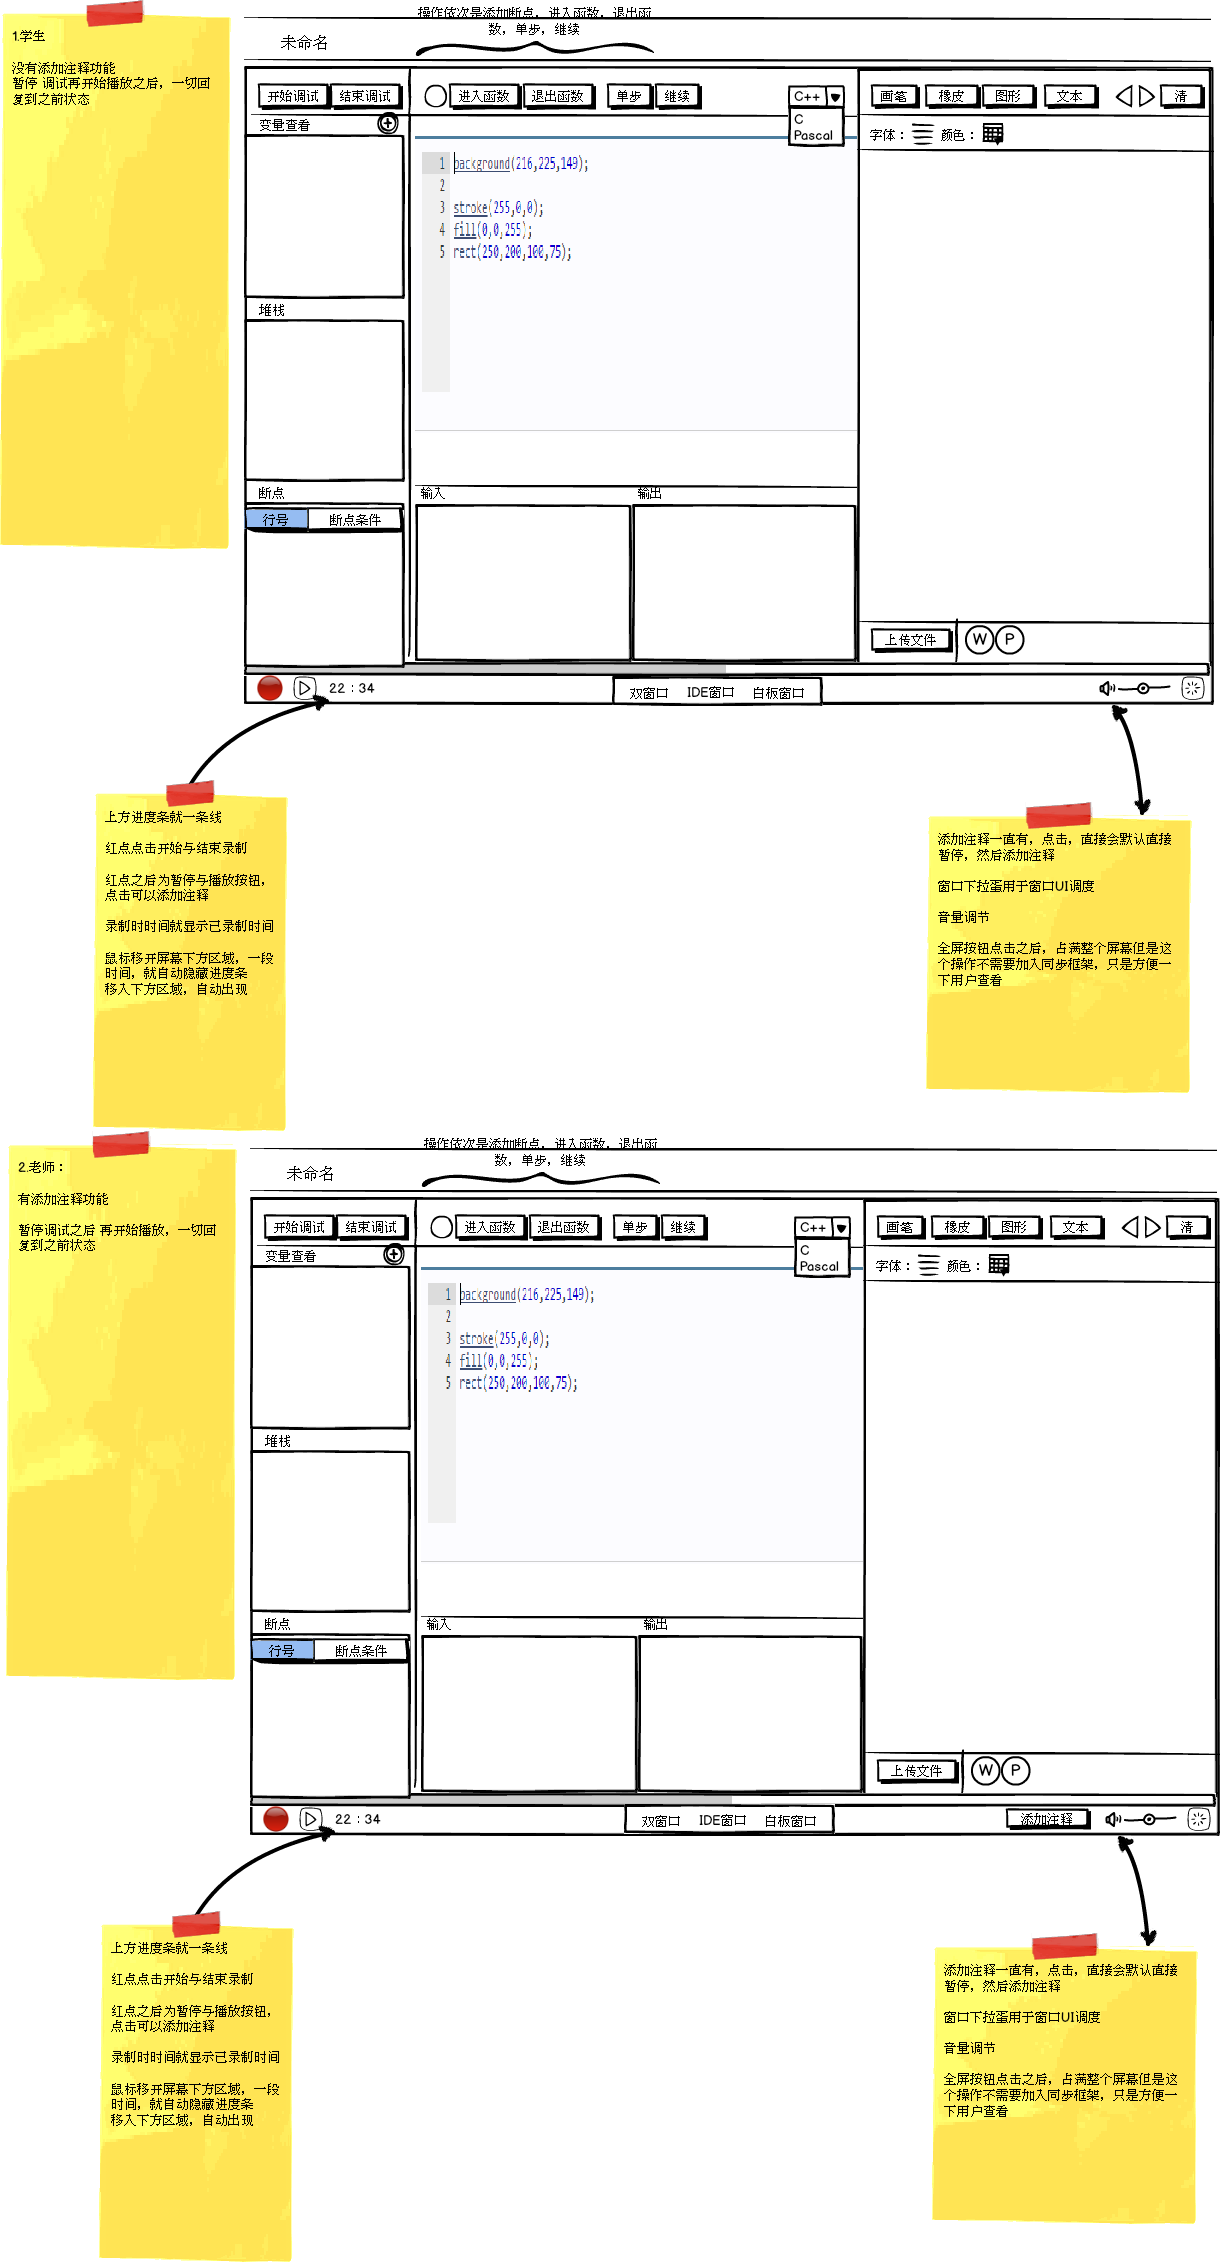 1.学生
没有添加注释功能
暂停 调试再开始播放之后，一切回
复到之前状态
操作依次是添加断点，进入函数，退出函
数，单步，继续
未命名
开始调试 结束调试 进入函数 退出函数 单步 继续 C++ 画笔 橡皮 图形 文本 清
C
Pascal
变量查看
字体： 颜色：
1 background(216,225,149);
2
3 stroke(255,0,0);
4 fill(0,0,255);
5 rect(250,200,100,75);
堆栈
断点
行号 断点条件
输入 输出
上传文件 W P
22：34 双窗口 IDE窗口 白板窗口
上方进度条就一条线
红点点击开始与结束录制
红点之后为暂停与播放按钮，
点击可以添加注释
录制时时间就显示已录制时间
鼠标移开屏幕下方区域，一段
时间，就自动隐藏进度条
移入下方区域，自动出现
添加注释一直有，点击，直接会默认直接
暂停，然后添加注释
窗口下拉蛋用于窗口UI调度
音量调节
全屏按钮点击之后，占满整个屏幕但是这
个操作不需要加入同步框架，只是方便一
下用户查看
2.老师：
有添加注释功能
暂停调试之后 再开始播放，一切回
复到之前状态
操作依次是添加断点，进入函数，退出函
数，单步，继续
未命名
开始调试 结束调试 进入函数 退出函数 单步 继续 C++ 画笔 橡皮 图形 文本 清
C
Pascal
变量查看
字体： 颜色：
1 background(216,225,149);
2
3 stroke(255,0,0);
4 fill(0,0,255);
5 rect(250,200,100,75);
堆栈
断点
行号 断点条件
输入 输出
上传文件 W P
22：34 双窗口 IDE窗口 白板窗口 添加注释
上方进度条就一条线
红点点击开始与结束录制
红点之后为暂停与播放按钮，
点击可以添加注释
录制时时间就显示已录制时间
鼠标移开屏幕下方区域，一段
时间，就自动隐藏进度条
移入下方区域，自动出现
添加注释一直有，点击，直接会默认直接
暂停，然后添加注释
窗口下拉蛋用于窗口UI调度
音量调节
全屏按钮点击之后，占满整个屏幕但是这
个操作不需要加入同步框架，只是方便一
下用户查看